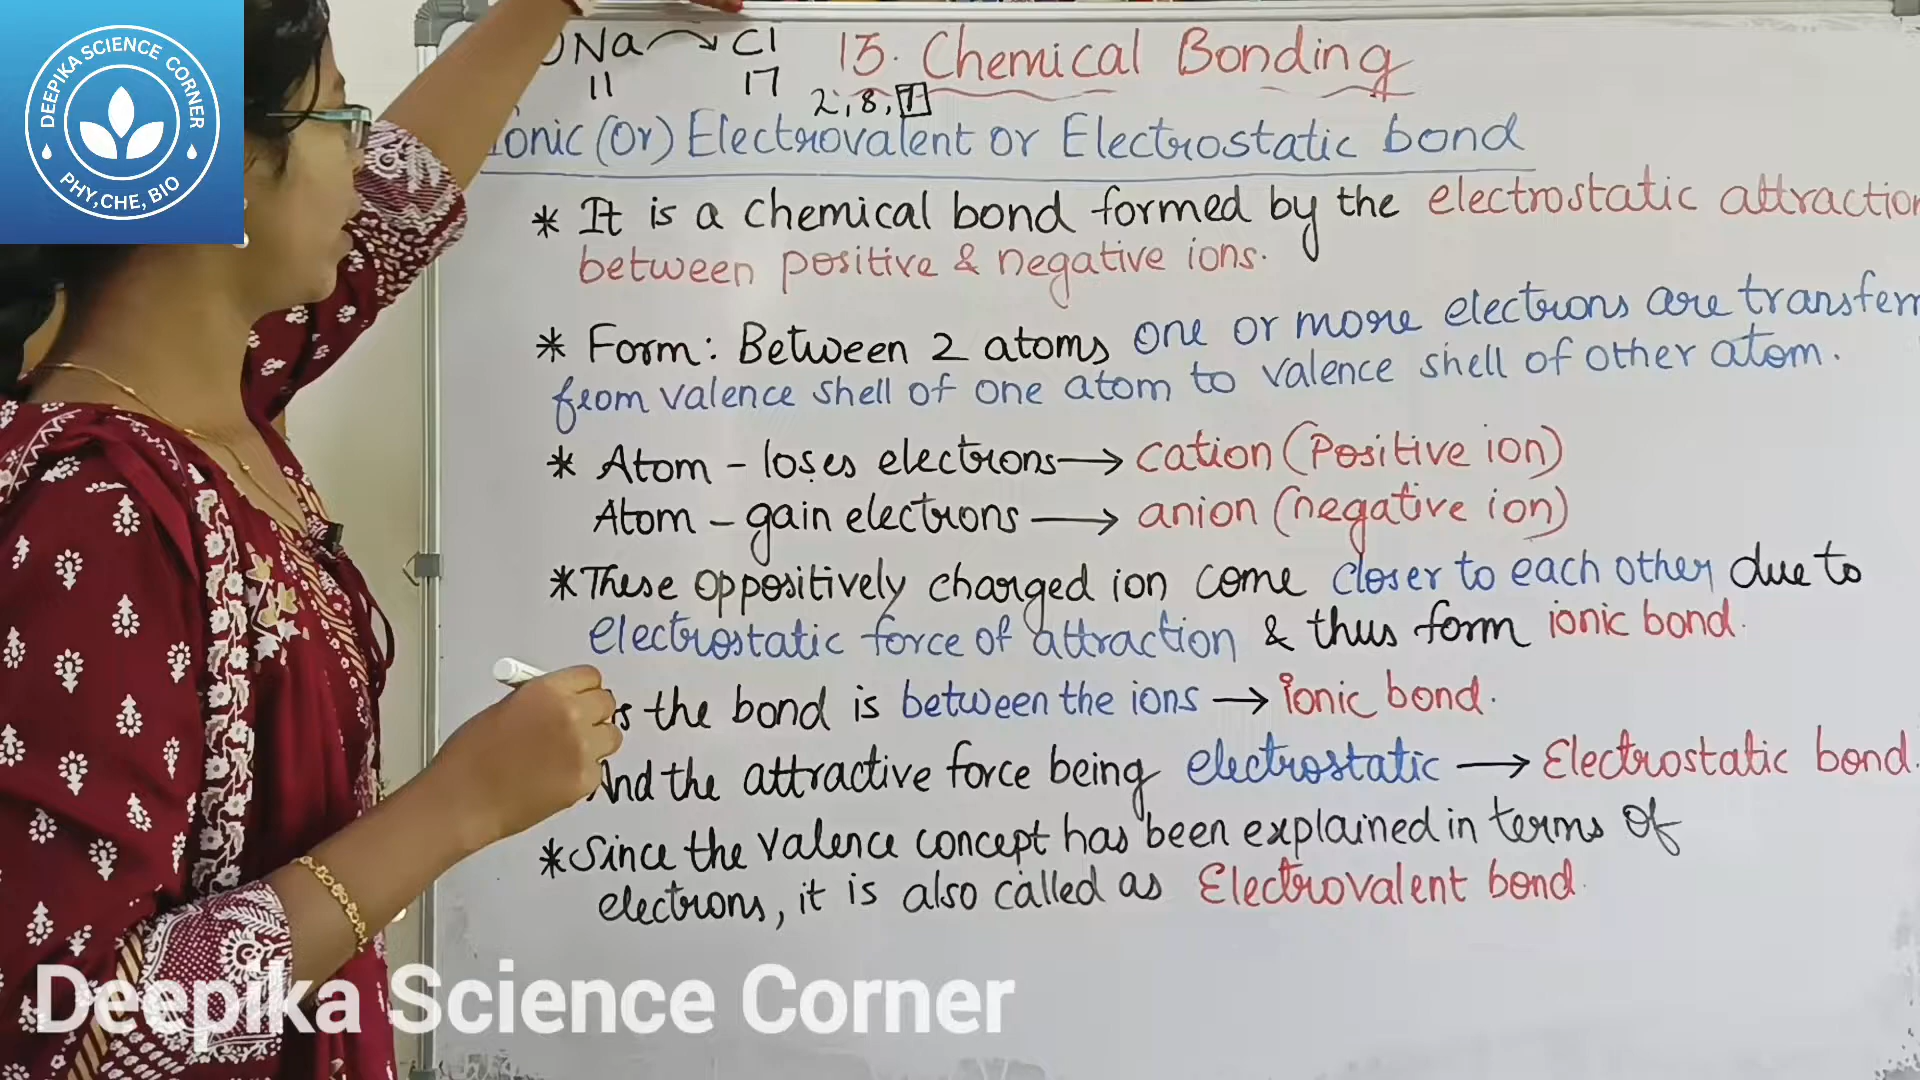 DEEPIKA SCIENCE CORNER
PHY,CHE, BIO
Na → Cl
11 17 2,8,7
15. Chemical Bonding
Ionic (or) Electrovalent or Electrostatic bond
* It is a chemical bond formed by the electrostatic attraction
between positive & negative ions.
* Form: Between 2 atoms one or more electrons are transferr
from valence shell of one atom to valence shell of other atom.
* Atom - loses electrons → cation (Positive ion)
Atom - gain electrons → anion (negative ion)
* These oppositively charged ion come closer to each other due to
electrostatic force of attraction & thus form ionic bond.
the bond is between the ions → ionic bond.
And the attractive force being electrostatic → Electrostatic bond.
* Since the valence concept has been explained in terms of
electrons, it is also called as Electrovalent bond.
Deepika Science Corner